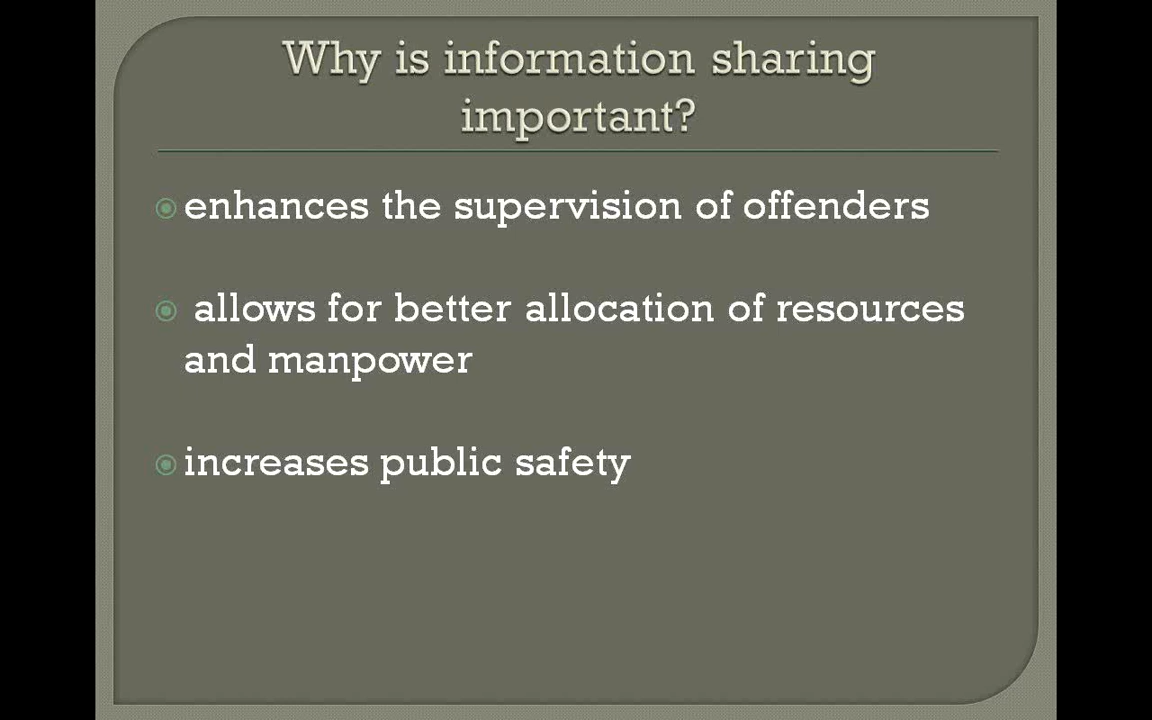 Why is information sharing
important?
enhances the supervision of offenders
allows for better allocation of resources
and manpower
increases public safety